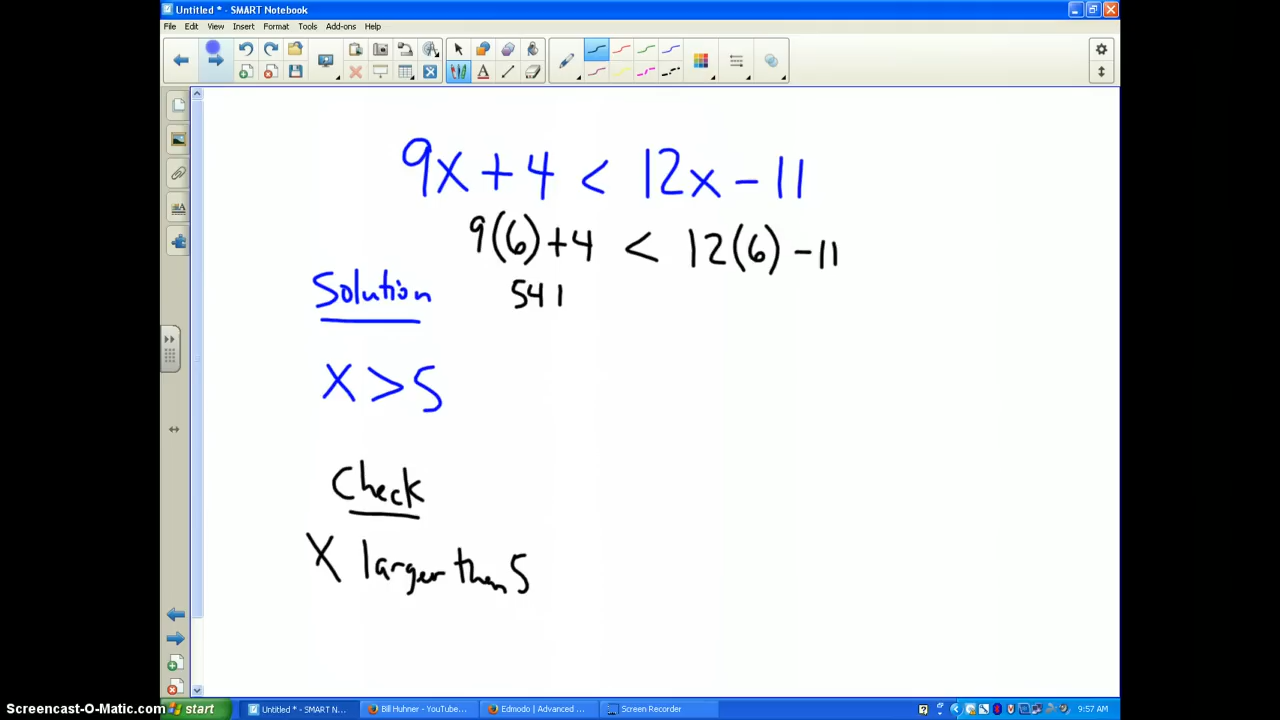 Untitled * - SMART Notebook
File Edit View Insert Format Tools Add-ons Help
9x + 4 < 12x - 11
9(6) + 4 < 12(6) - 11
54 |
Solution
x > 5
Check
X larger then 5
Screencast-O-Matic.com
start
Untitled * - SMART N...
Bill Huhner - YouTube...
Edmodo | Advanced ...
Screen Recorder
9:57 AM